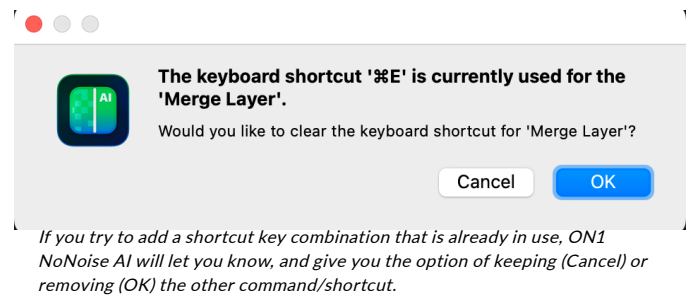 AI
The keyboard shortcut '⌘E' is currently used for the
'Merge Layer'.
Would you like to clear the keyboard shortcut for 'Merge Layer'?
Cancel
OK
If you try to add a shortcut key combination that is already in use, ON1
NoNoise AI will let you know, and give you the option of keeping (Cancel) or
removing (OK) the other command/shortcut.